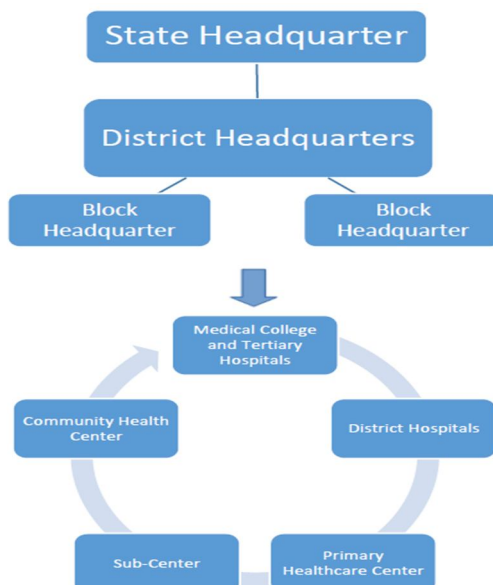 State Headquarter
District Headquarters
Block
Headquarter
Block
Headquarter
Medical College
and Tertiary
Hospitals
Community Health
Center
District Hospitals
Sub-Center
Primary
Healthcare Center